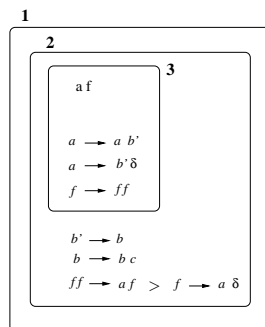 1
2
3
a f
a → a b'
a → b' δ
f → ff
b' → b
b → b c
ff → a f > f → a δ